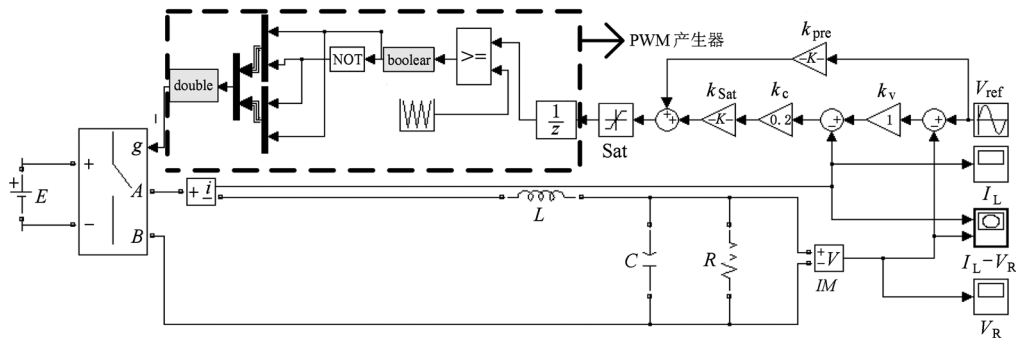 PWM 产生器
k_pre
-K-
NOT
boolear
>=
double
1/z
Sat
k_Sat
-K-
k_c
0.2
k_v
1
V_ref
+
+
-
+
-
+
g
+
E
+
A
−
B
+ i
L
I_L
C
R
+
− V
IM
I_L−V_R
V_R